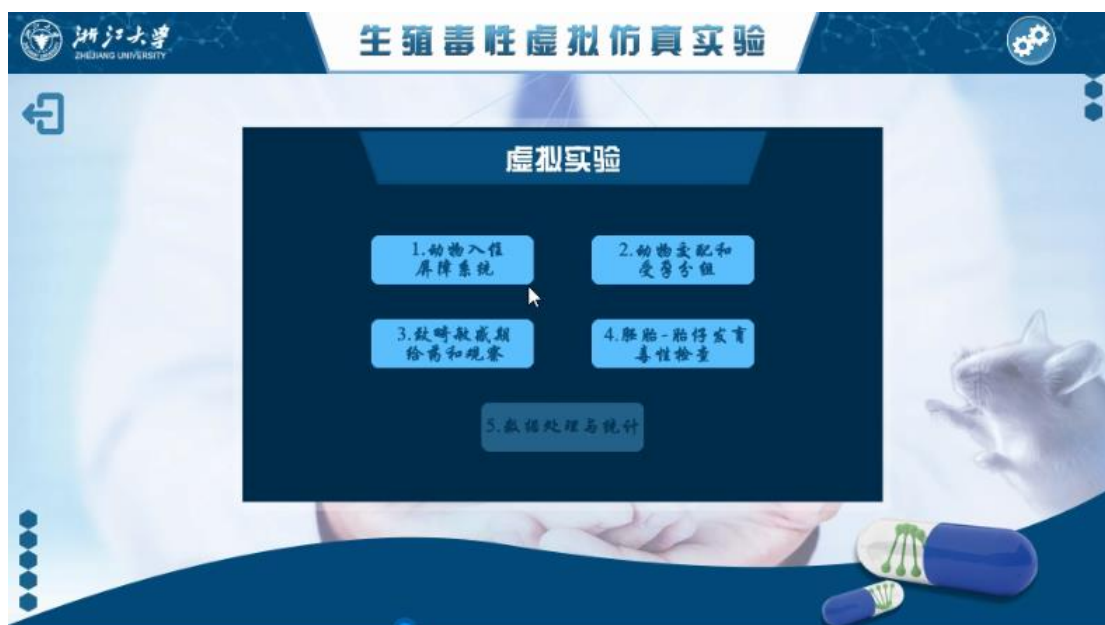 浙江大学
ZHEJIANG UNIVERSITY
生殖毒性虚拟仿真实验
虚拟实验
1.动物入住
屏障系统
2.动物交配和
受孕分组
3.致畸敏感期
给药和观察
4.胚胎-胎仔发育
毒性检查
5.数据处理与统计